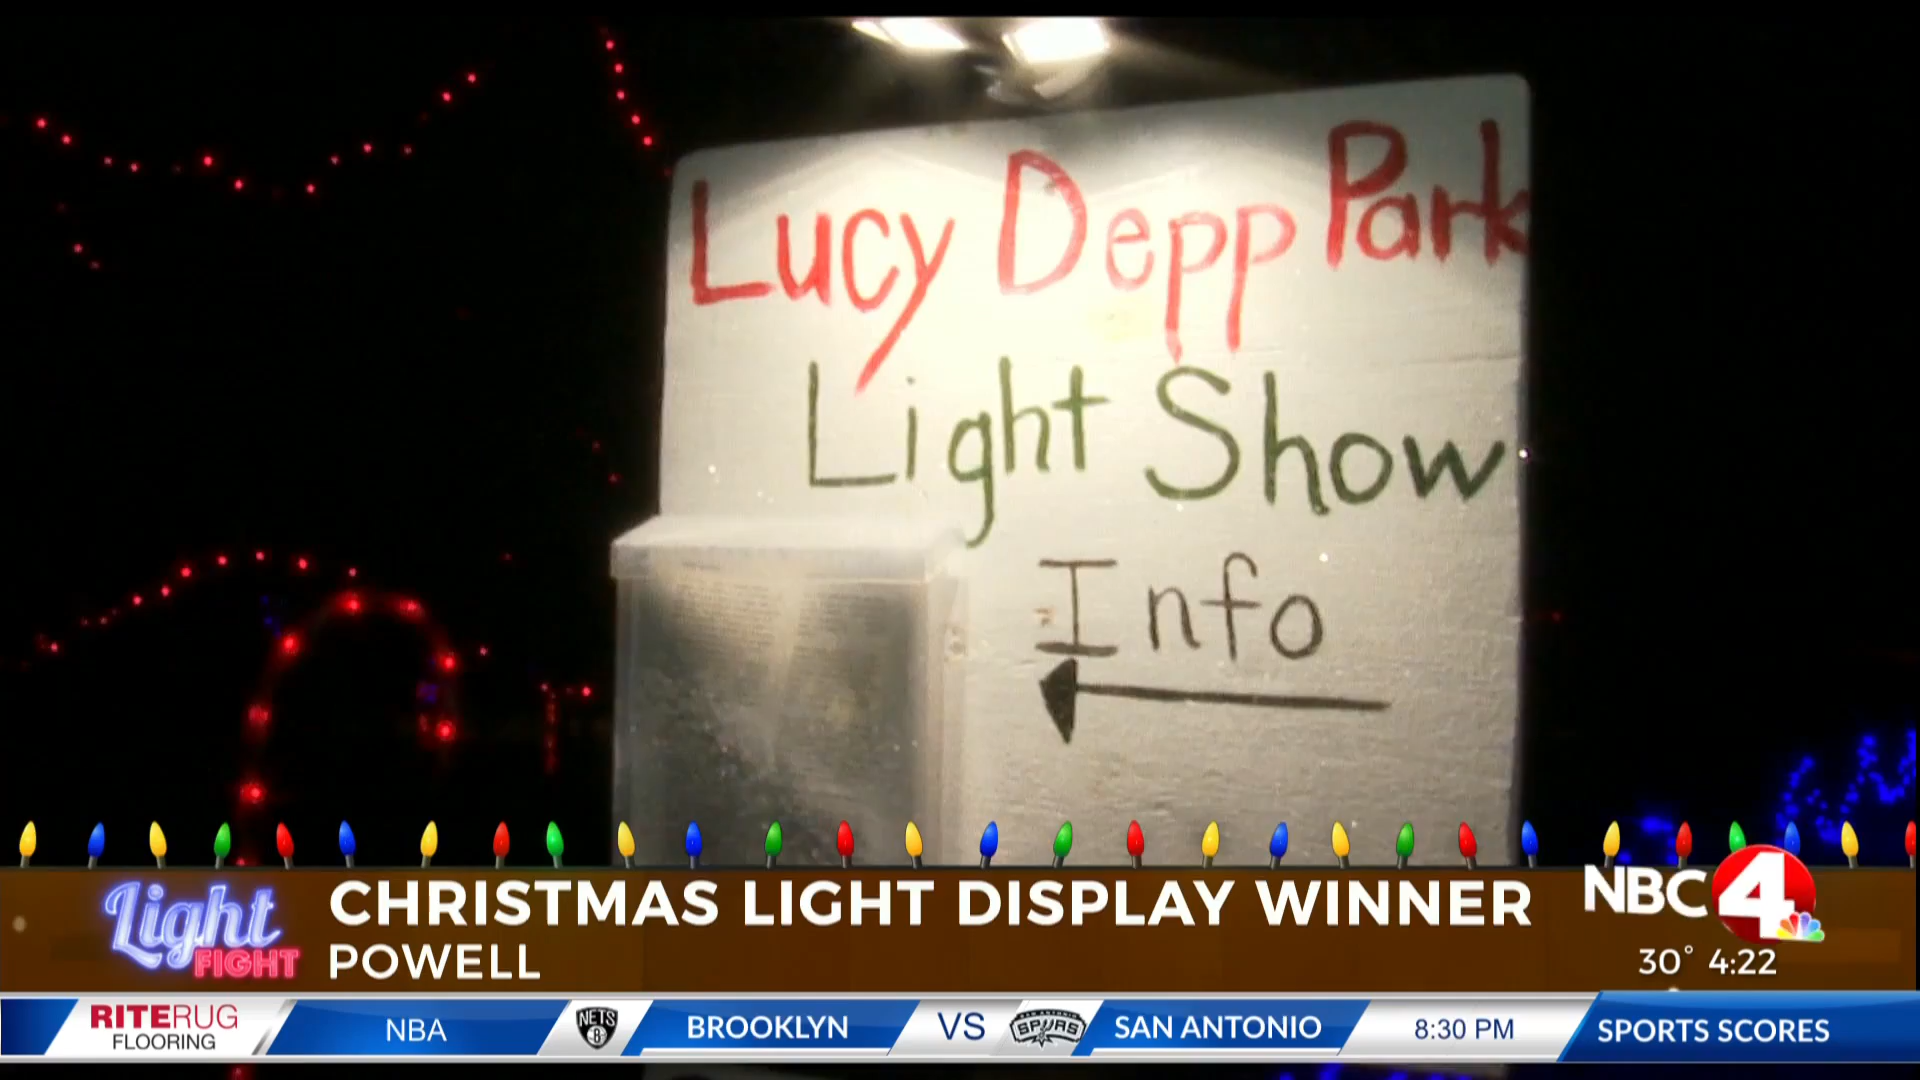 Lucy Depp Park
Light Show
Info
Light
FIGHT
CHRISTMAS LIGHT DISPLAY WINNER
POWELL
NBC 4
30° 4:22
RITERUG
FLOORING
NBA
NETS
BROOKLYN
VS
SPURS
SAN ANTONIO
8:30 PM
SPORTS SCORES